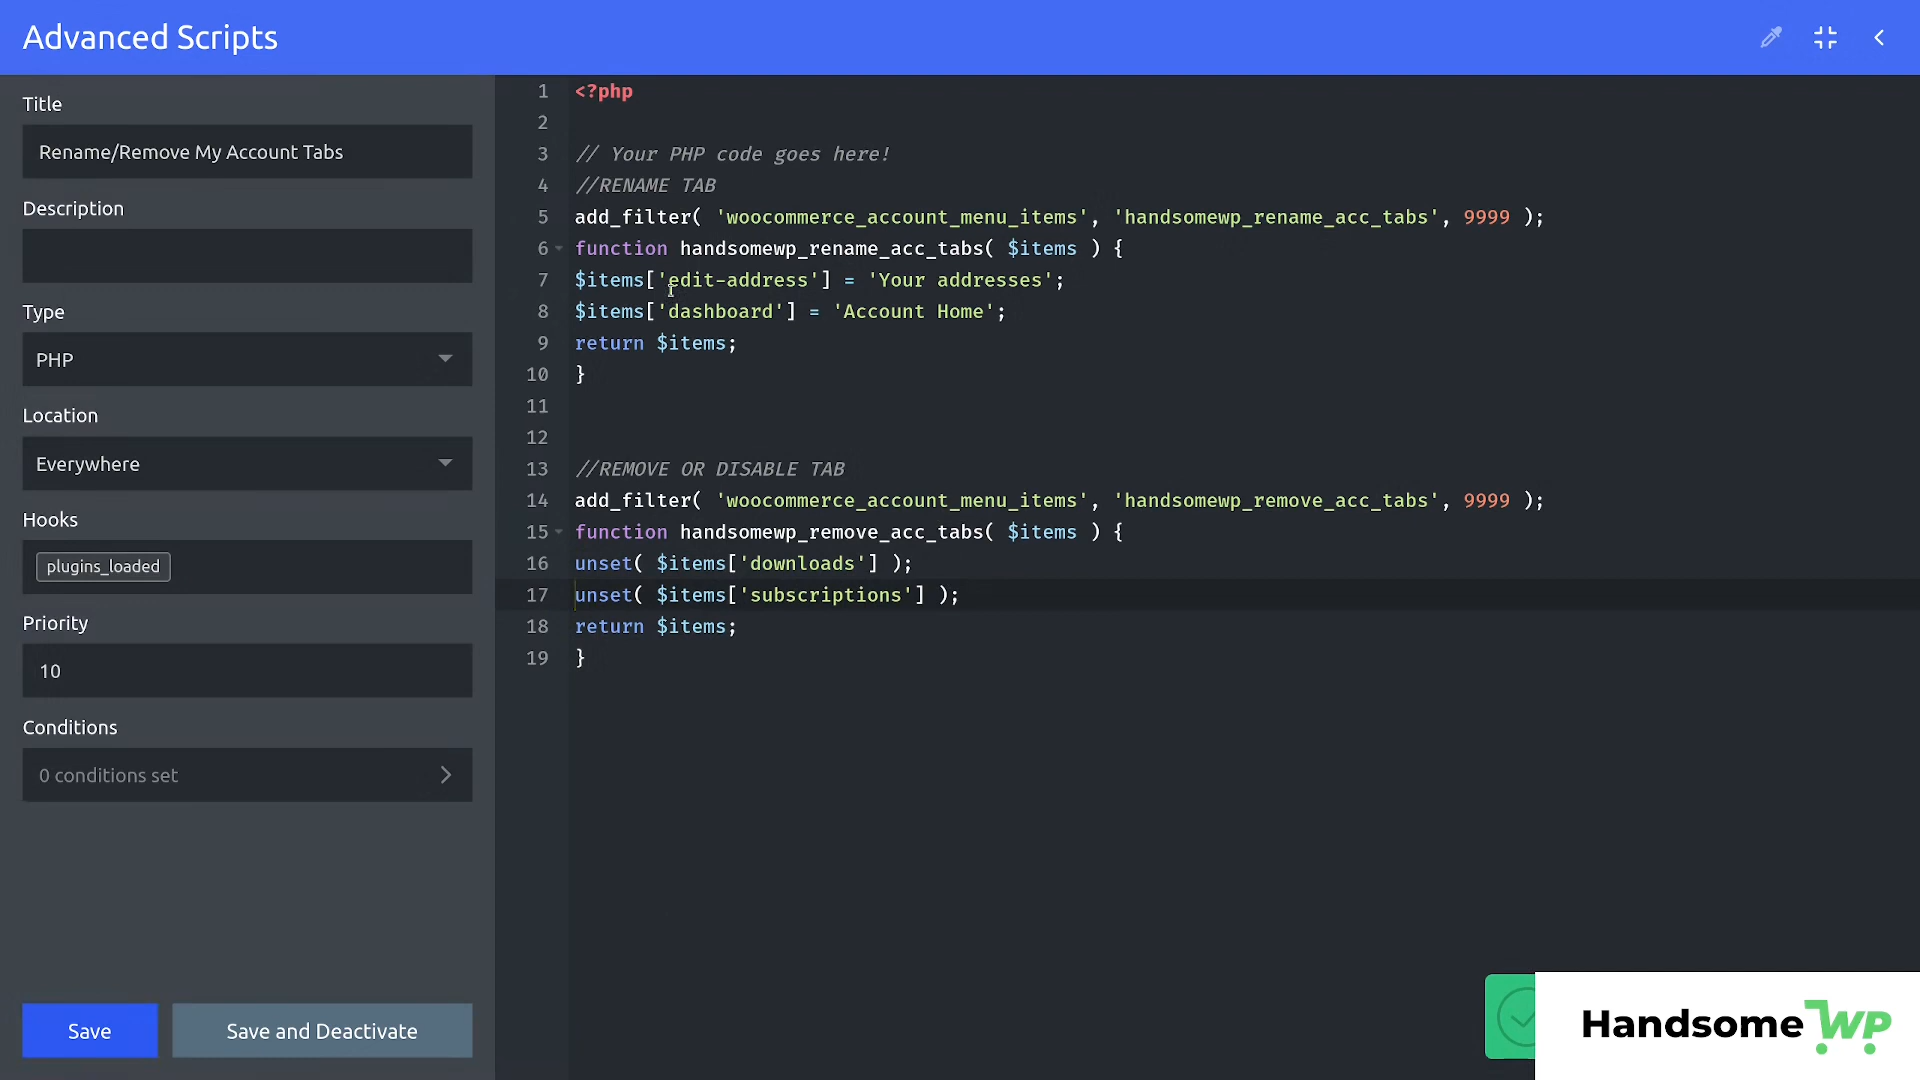 Advanced Scripts
Title
Rename/Remove My Account Tabs
Description
Type
PHP
Location
Everywhere
Hooks
plugins_loaded
Priority
10
Conditions
0 conditions set
Save
Save and Deactivate
1 <?php
2
3 // Your PHP code goes here!
4 //RENAME TAB
5 add_filter( 'woocommerce_account_menu_items', 'handsomewp_rename_acc_tabs', 9999 );
6 function handsomewp_rename_acc_tabs( $items ) {
7 $items['edit-address'] = 'Your addresses';
8 $items['dashboard'] = 'Account Home';
9 return $items;
10 }
11
12
13 //REMOVE OR DISABLE TAB
14 add_filter( 'woocommerce_account_menu_items', 'handsomewp_remove_acc_tabs', 9999 );
15 function handsomewp_remove_acc_tabs( $items ) {
16 unset( $items['downloads'] );
17 unset( $items['subscriptions'] );
18 return $items;
19 }
HandsomeWP